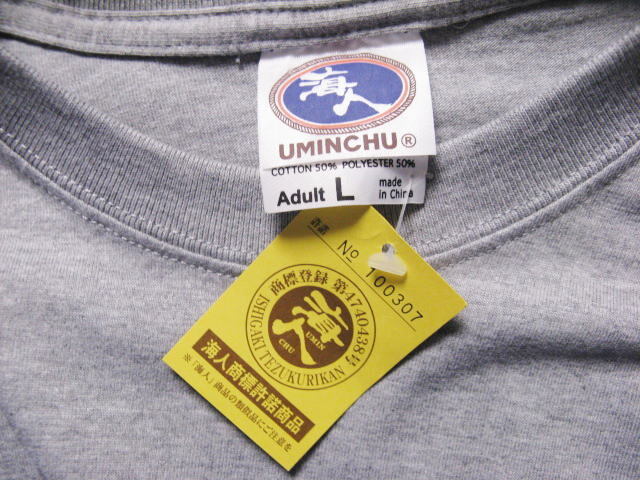 海人
UMINCHU®
COTTON 50% POLYESTER 50%
Adult L made in China
許諾
No 100307
商標登録 第4740438号
海人
UMIN
CHU
ISHIGAKI TEZUKURIKAN
海人商標許諾商品
※「海人」商品の類似品にご注意を